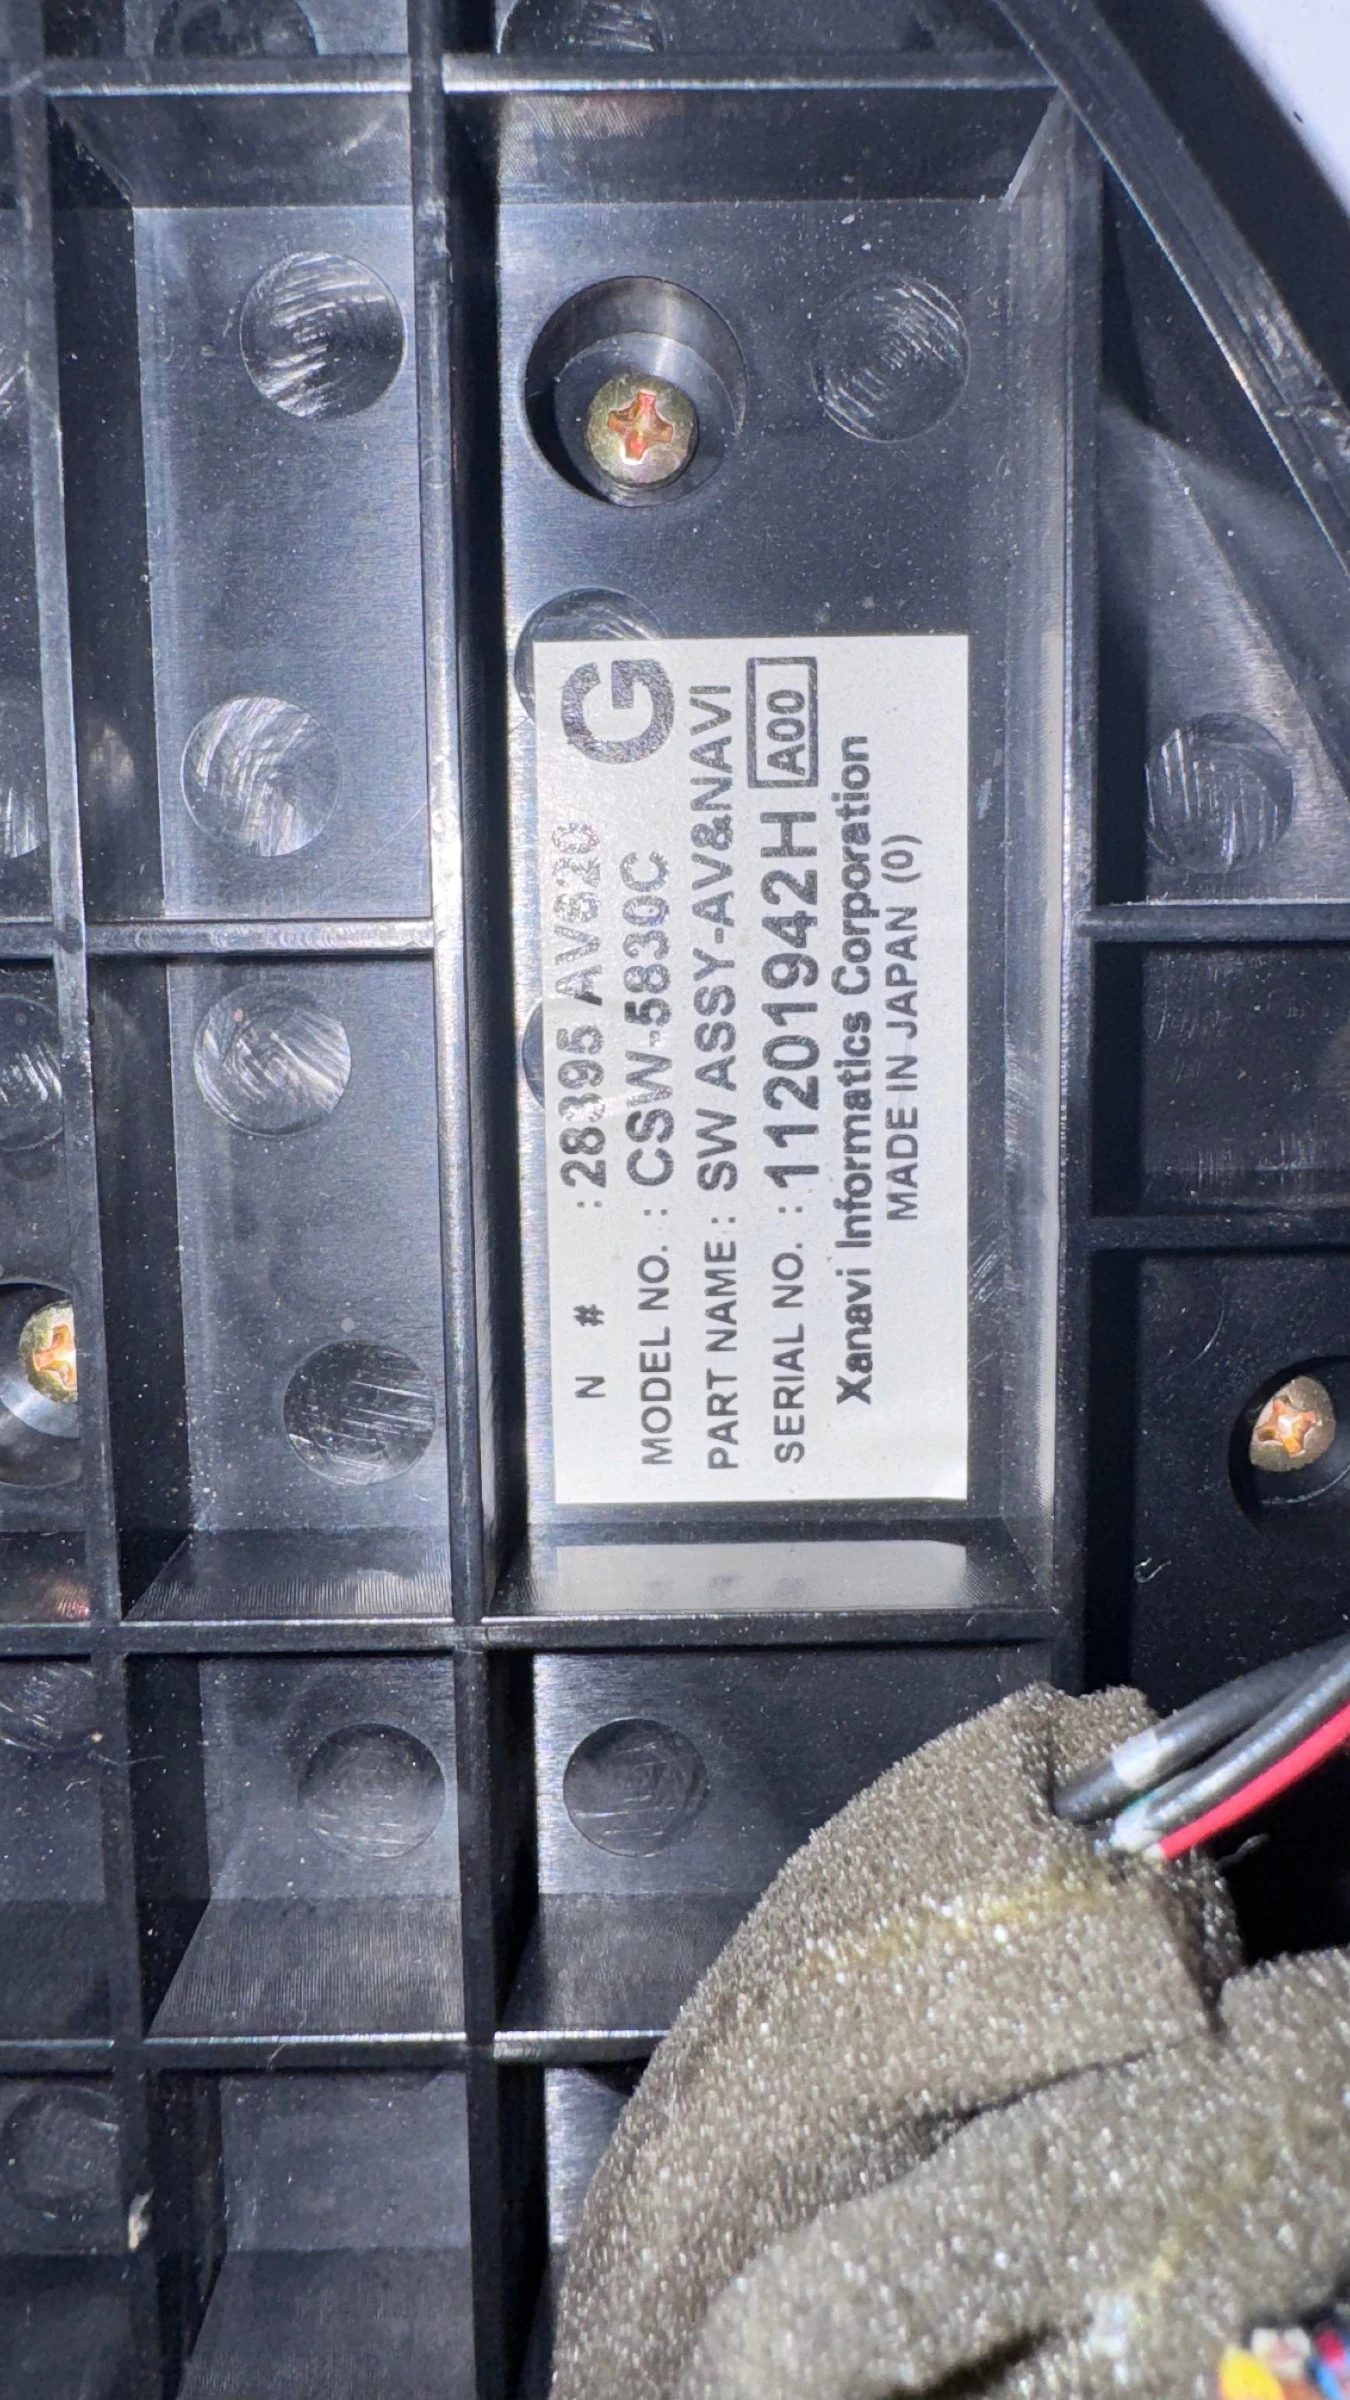 N # : 28395 AV620 G
MODEL NO. : CSW-5830C
PART NAME : SW ASSY-AV&NAVI
SERIAL NO. : 11201942H A00
Xanavi Informatics Corporation
MADE IN JAPAN (0)